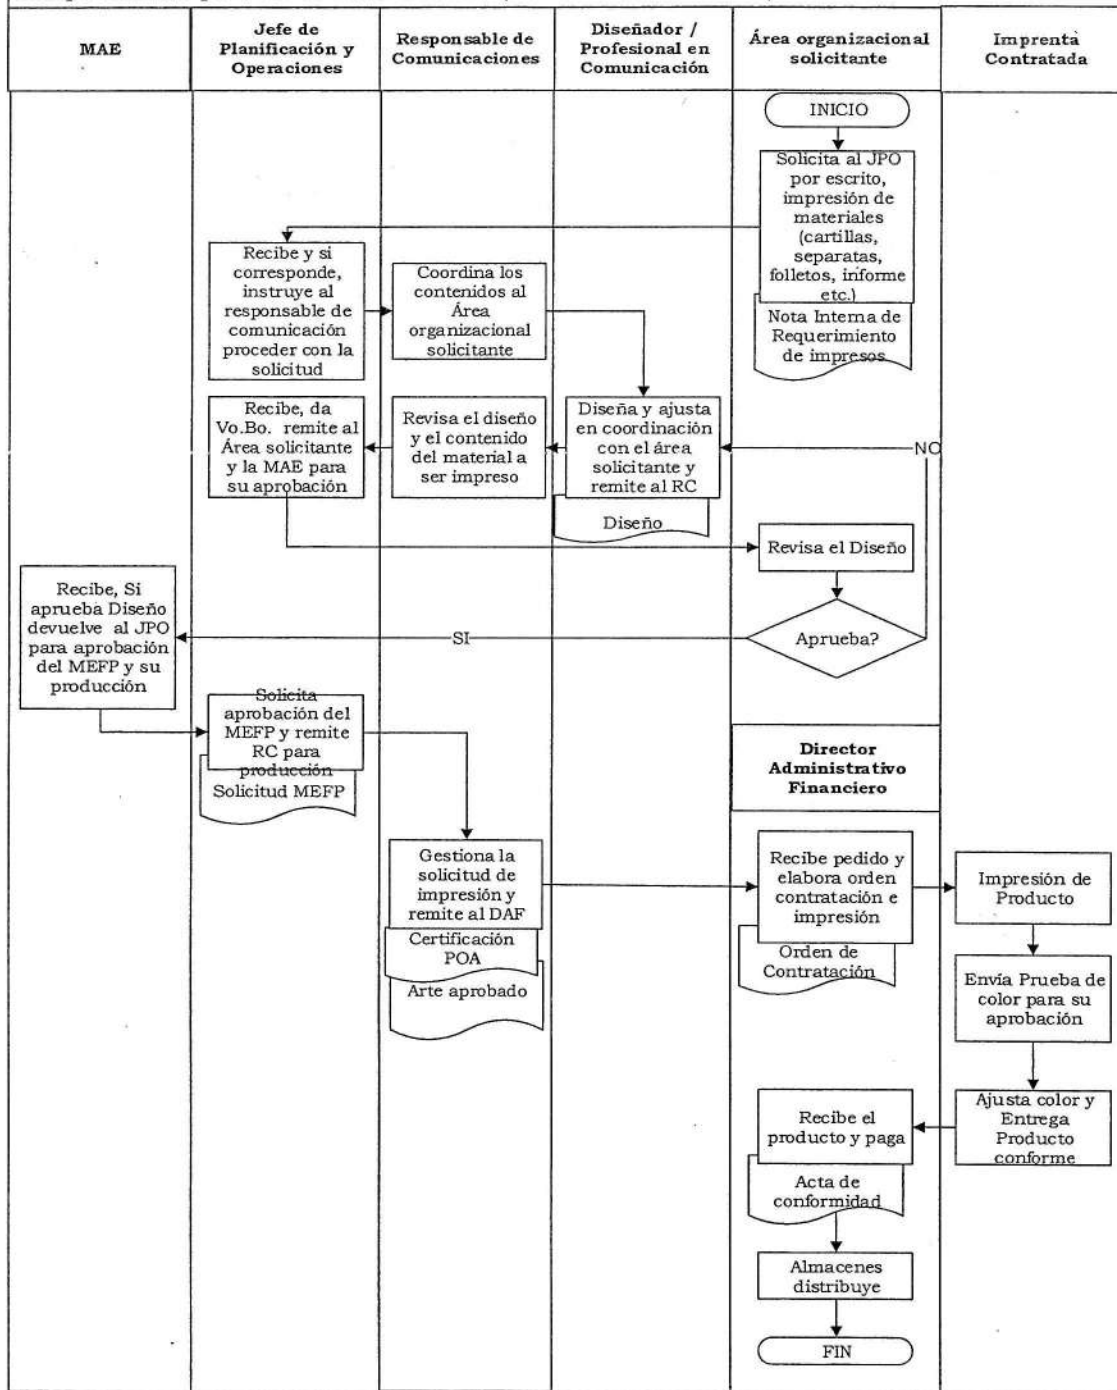 MAE
Jefe de
Planificación y
Operaciones
Responsable de
Comunicaciones
Diseñador /
Profesional en
Comunicación
Área organizacional
solicitante
Imprenta
Contratada
INICIO
Solicita al JPO
por escrito,
impresión de
materiales
(cartillas,
separatas,
folletos, informe
etc.)
Nota Interna de
Requerimiento
de impresos
Recibe y si
corresponde,
instruye al
responsable de
comunicación
proceder con la
solicitud
Coordina los
contenidos al
Área
organizacional
solicitante
Diseña y ajusta
en coordinación
con el área
solicitante y
remite al RC
Diseño
Revisa el diseño
y el contenido
del material a
ser impreso
Recibe, da
Vo.Bo. remite al
Área solicitante
y la MAE para
su aprobación
NO
Revisa el Diseño
Aprueba?
SI
Recibe, Si
aprueba Diseño
devuelve al JPO
para aprobación
del MEFP y su
producción
Solicita
aprobación del
MEFP y remite
RC para
producción
Solicitud MEFP
Director
Administrativo
Financiero
Gestiona la
solicitud de
impresión y
remite al DAF
Certificación
POA
Arte aprobado
Recibe pedido y
elabora orden
contratación e
impresión
Orden de
Contratación
Impresión de
Producto
Envía Prueba de
color para su
aprobación
Ajusta color y
Entrega
Producto
conforme
Recibe el
producto y paga
Acta de
conformidad
Almacenes
distribuye
FIN